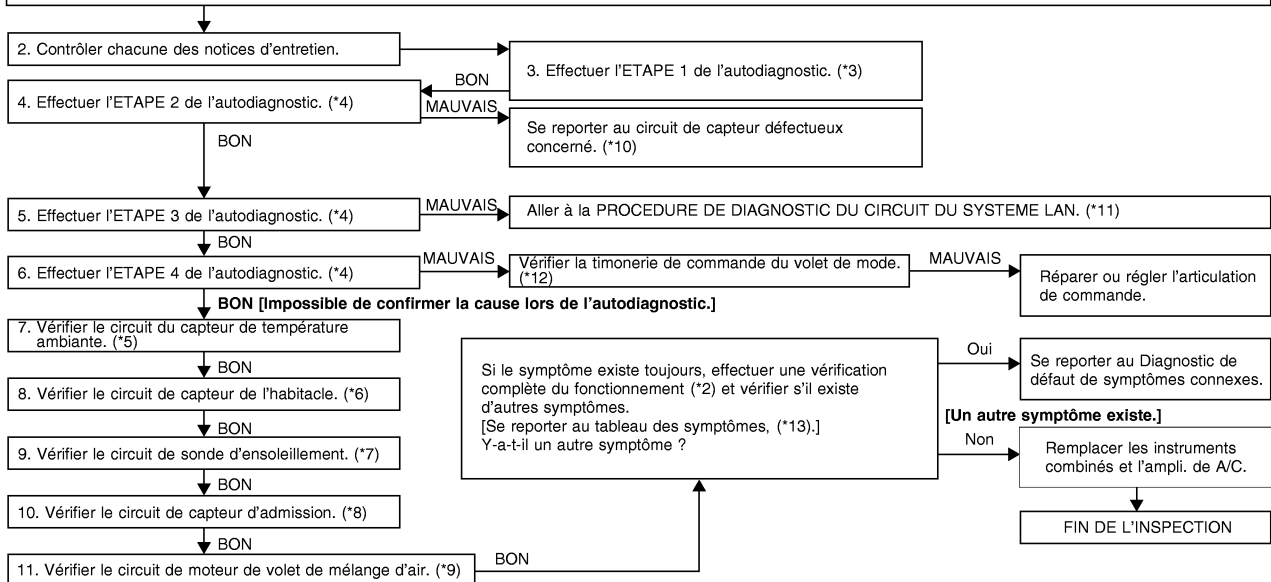 2. Contrôler chacune des notices d'entretien.
3. Effectuer l'ETAPE 1 de l'autodiagnostic. (*3)
BON
4. Effectuer l'ETAPE 2 de l'autodiagnostic. (*4)
MAUVAIS
Se reporter au circuit de capteur défectueux
concerné. (*10)
BON
5. Effectuer l'ETAPE 3 de l'autodiagnostic. (*4)
MAUVAIS
Aller à la PROCEDURE DE DIAGNOSTIC DU CIRCUIT DU SYSTEME LAN. (*11)
BON
6. Effectuer l'ETAPE 4 de l'autodiagnostic. (*4)
MAUVAIS
Vérifier la timonerie de commande du volet de mode.
(*12)
MAUVAIS
Réparer ou régler l'articulation
de commande.
BON [Impossible de confirmer la cause lors de l'autodiagnostic.]
7. Vérifier le circuit du capteur de température
ambiante. (*5)
BON
8. Vérifier le circuit de capteur de l'habitacle. (*6)
BON
9. Vérifier le circuit de sonde d'ensoleillement. (*7)
BON
10. Vérifier le circuit de capteur d'admission. (*8)
BON
11. Vérifier le circuit de moteur de volet de mélange d'air. (*9)
BON
Si le symptôme existe toujours, effectuer une vérification
complète du fonctionnement (*2) et vérifier s'il existe
d'autres symptômes.
[Se reporter au tableau des symptômes, (*13).]
Y-a-t-il un autre symptôme ?
Oui
Se reporter au Diagnostic de
défaut de symptômes connexes.
[Un autre symptôme existe.]
Non
Remplacer les instruments
combinés et l'ampli. de A/C.
FIN DE L'INSPECTION